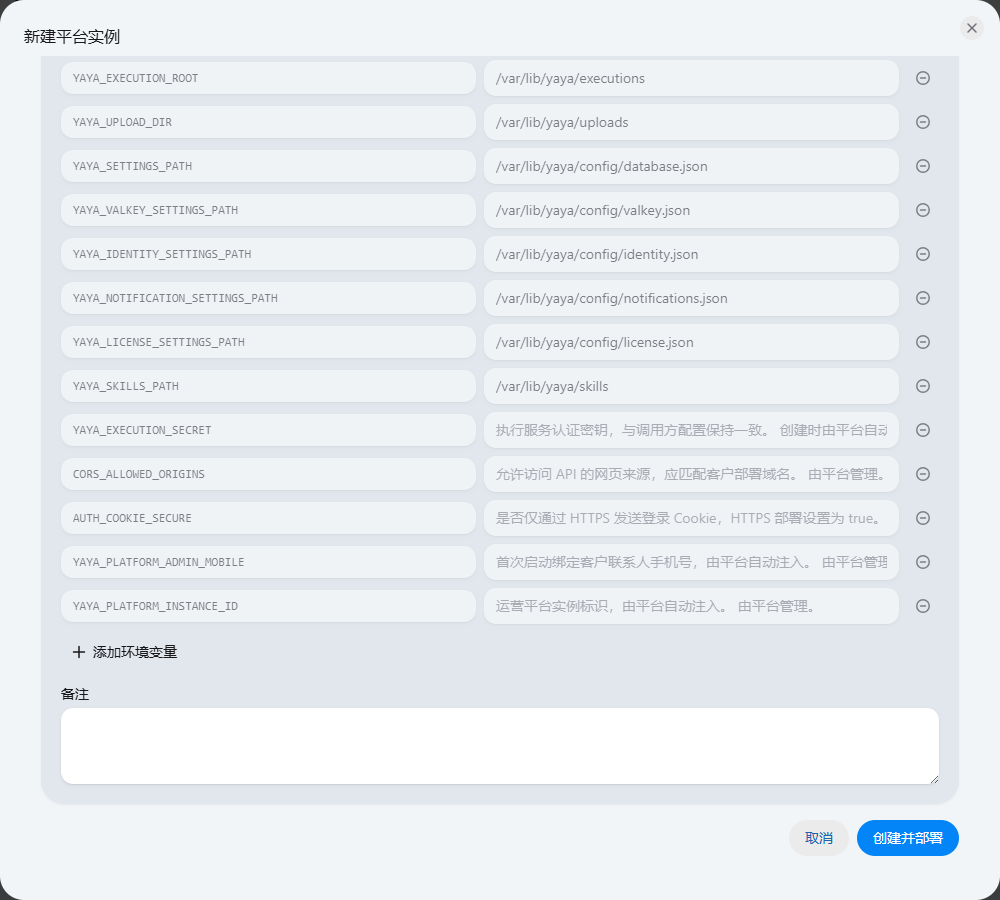 新建平台实例
YAYA_EXECUTION_ROOT /var/lib/yaya/executions
YAYA_UPLOAD_DIR /var/lib/yaya/uploads
YAYA_SETTINGS_PATH /var/lib/yaya/config/database.json
YAYA_VALKEY_SETTINGS_PATH /var/lib/yaya/config/valkey.json
YAYA_IDENTITY_SETTINGS_PATH /var/lib/yaya/config/identity.json
YAYA_NOTIFICATION_SETTINGS_PATH /var/lib/yaya/config/notifications.json
YAYA_LICENSE_SETTINGS_PATH /var/lib/yaya/config/license.json
YAYA_SKILLS_PATH /var/lib/yaya/skills
YAYA_EXECUTION_SECRET 执行服务认证密钥，与调用方配置保持一致。 创建时由平台自动
CORS_ALLOWED_ORIGINS 允许访问 API 的网页来源，应匹配客户部署域名。 由平台管理。
AUTH_COOKIE_SECURE 是否仅通过 HTTPS 发送登录 Cookie，HTTPS 部署设置为 true。
YAYA_PLATFORM_ADMIN_MOBILE 首次启动绑定客户联系人手机号，由平台自动注入。 由平台管理
YAYA_PLATFORM_INSTANCE_ID 运营平台实例标识，由平台自动注入。 由平台管理。
添加环境变量
备注
取消 创建并部署